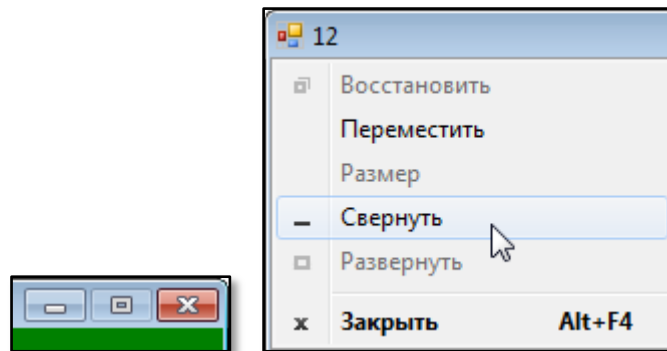 12
Восстановить
Переместить
Размер
Свернуть
Развернуть
Закрыть Alt+F4